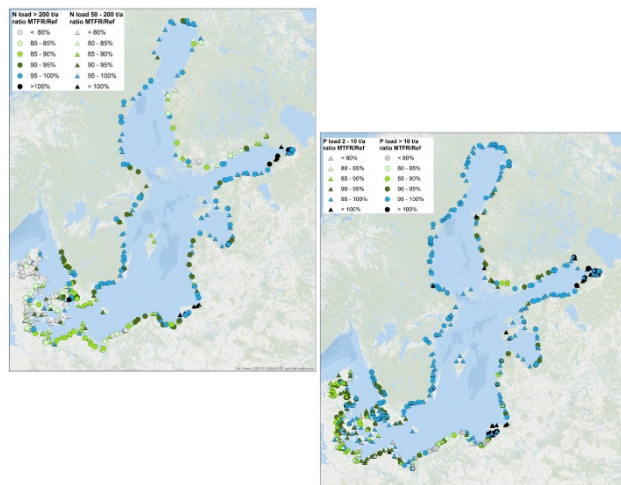 N load > 200 t/a N load 50 - 200 t/a
ratio MTFR/Ref ratio MTFR/Ref
< 80% < 80%
80 - 85% 80 - 85%
85 - 90% 85 - 90%
90 - 95% 90 - 95%
95 - 100% 95 - 100%
>100% > 100%
P load 2 - 10 t/a P load > 10 t/a
ratio MTFR/Ref ratio MTFR/Ref
< 80% < 80%
80 - 85% 80 - 85%
85 - 90% 85 - 90%
90 - 95% 90 - 95%
95 - 100% 95 - 100%
> 100% > 100%